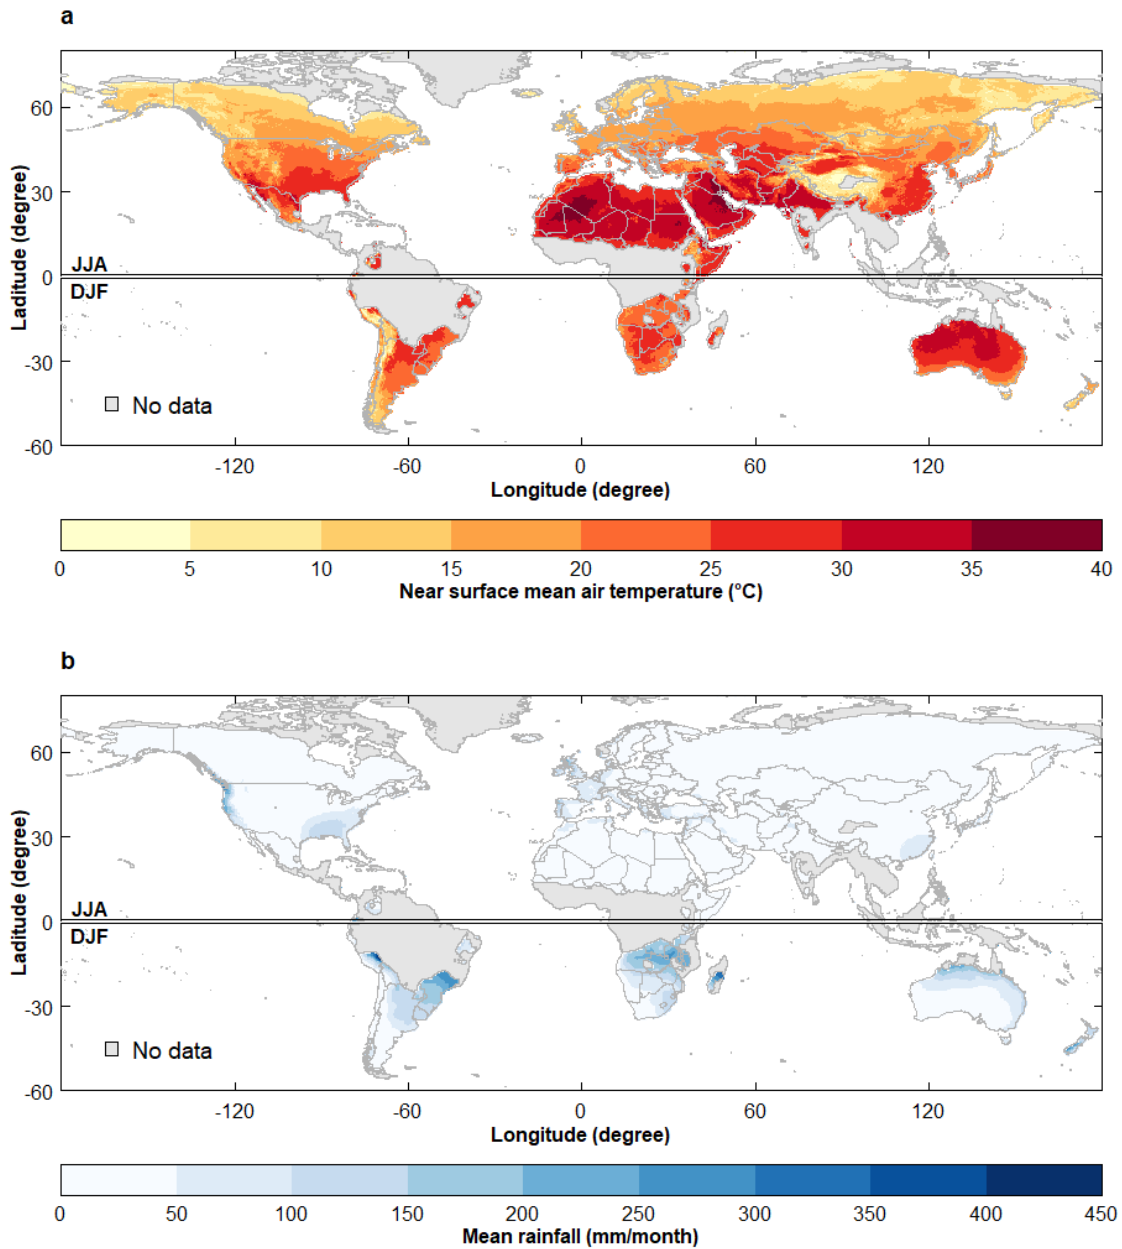 a
60
30
0
-30
-60
Laditude (degree)
JJA
DJF
No data
-120 -60 0 60 120
Longitude (degree)
0 5 10 15 20 25 30 35 40
Near surface mean air temperature (°C)
b
60
30
0
-30
-60
Laditude (degree)
JJA
DJF
No data
-120 -60 0 60 120
Longitude (degree)
0 50 100 150 200 250 300 350 400 450
Mean rainfall (mm/month)